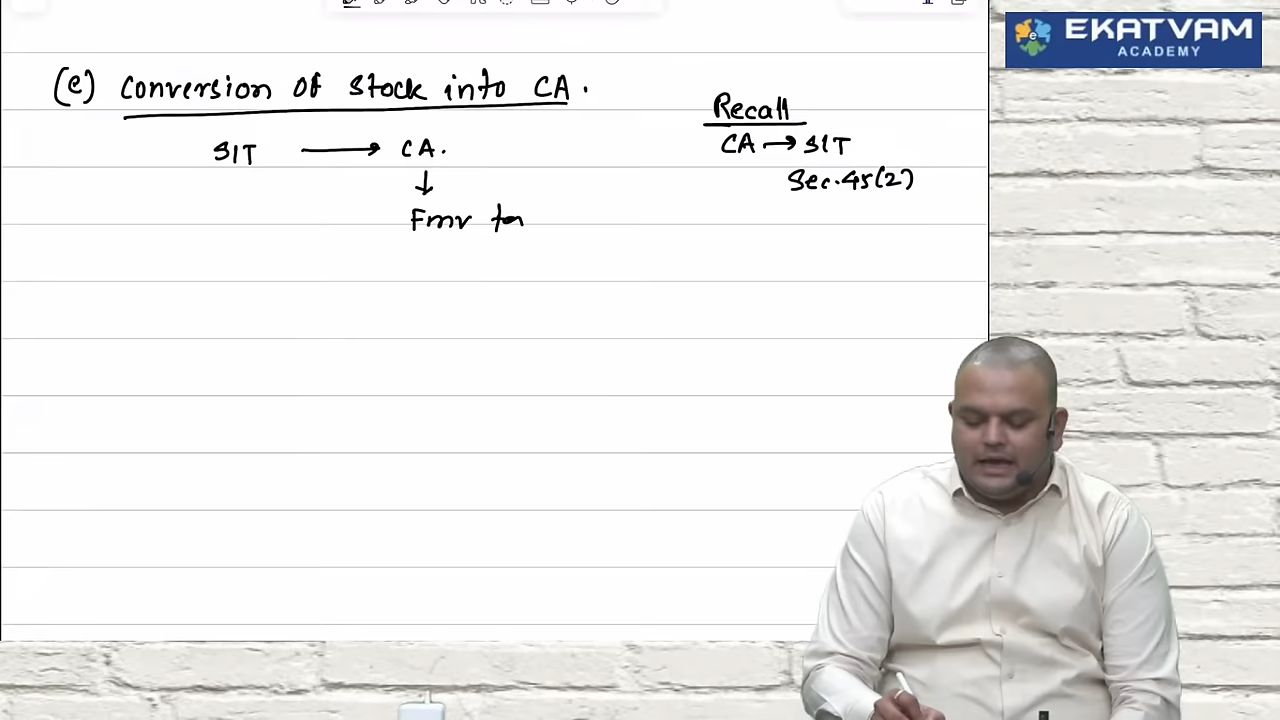 EKATVAM
ACADEMY
(e) Conversion of Stock into CA.
SIT → CA.
↓
Fmv
Recall
CA → SIT
Sec. 45(2)